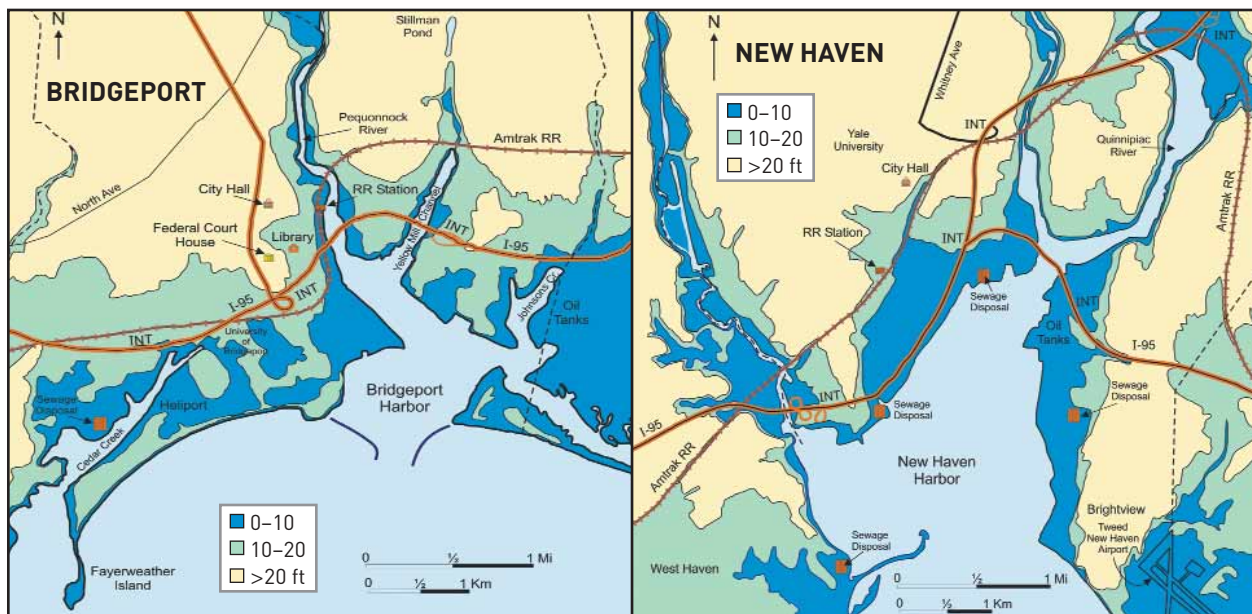 N
BRIDGEPORT
Stillman
Pond
Pequonnock
River
Amtrak RR
North Ave
City Hall
RR Station
Federal Court
House
Library
Yellow Mill Channel
INT
I-95
I-95
INT
INT
Johnsons Cr.
Oil
Tanks
University
of
Bridgeport
Heliport
Sewage
Disposal
Cedar Creek
Bridgeport
Harbor
Fayerweather
Island
0–10
10–20
>20 ft
0 ½ 1 Mi
0 ½ 1 Km
N
NEW HAVEN
0–10
10–20
>20 ft
Whitney Ave
INT
Yale
University
INT
Quinnipiac
River
City Hall
Amtrak RR
RR Station
INT
Sewage
Disposal
INT
Oil
Tanks
I-95
INT
Sewage
Disposal
Sewage
Disposal
I-95
Amtrak RR
New Haven
Harbor
Brightview
Tweed
New Haven
Airport
Sewage
Disposal
West Haven
0 ½ 1 Mi
0 ½ 1 Km